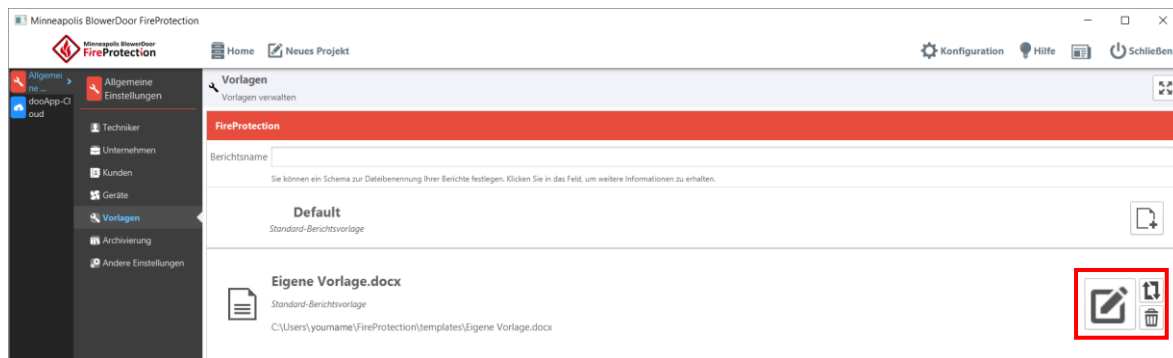 Minneapolis BlowerDoor FireProtection
Minneapolis BlowerDoor
FireProtection
Home
Neues Projekt
Konfiguration
Hilfe
Schließen
Allgemei
ne ...
dooApp-Cl
oud
Allgemeine
Einstellungen
Techniker
Unternehmen
Kunden
Geräte
Vorlagen
Archivierung
Andere Einstellungen
Vorlagen
Vorlagen verwalten
FireProtection
Berichtsname
Sie können ein Schema zur Dateibenennung Ihrer Berichte festlegen. Klicken Sie in das Feld, um weitere Informationen zu erhalten.
Default
Standard-Berichtsvorlage
Eigene Vorlage.docx
Standard-Berichtsvorlage
C:\Users\yourname\FireProtection\templates\Eigene Vorlage.docx